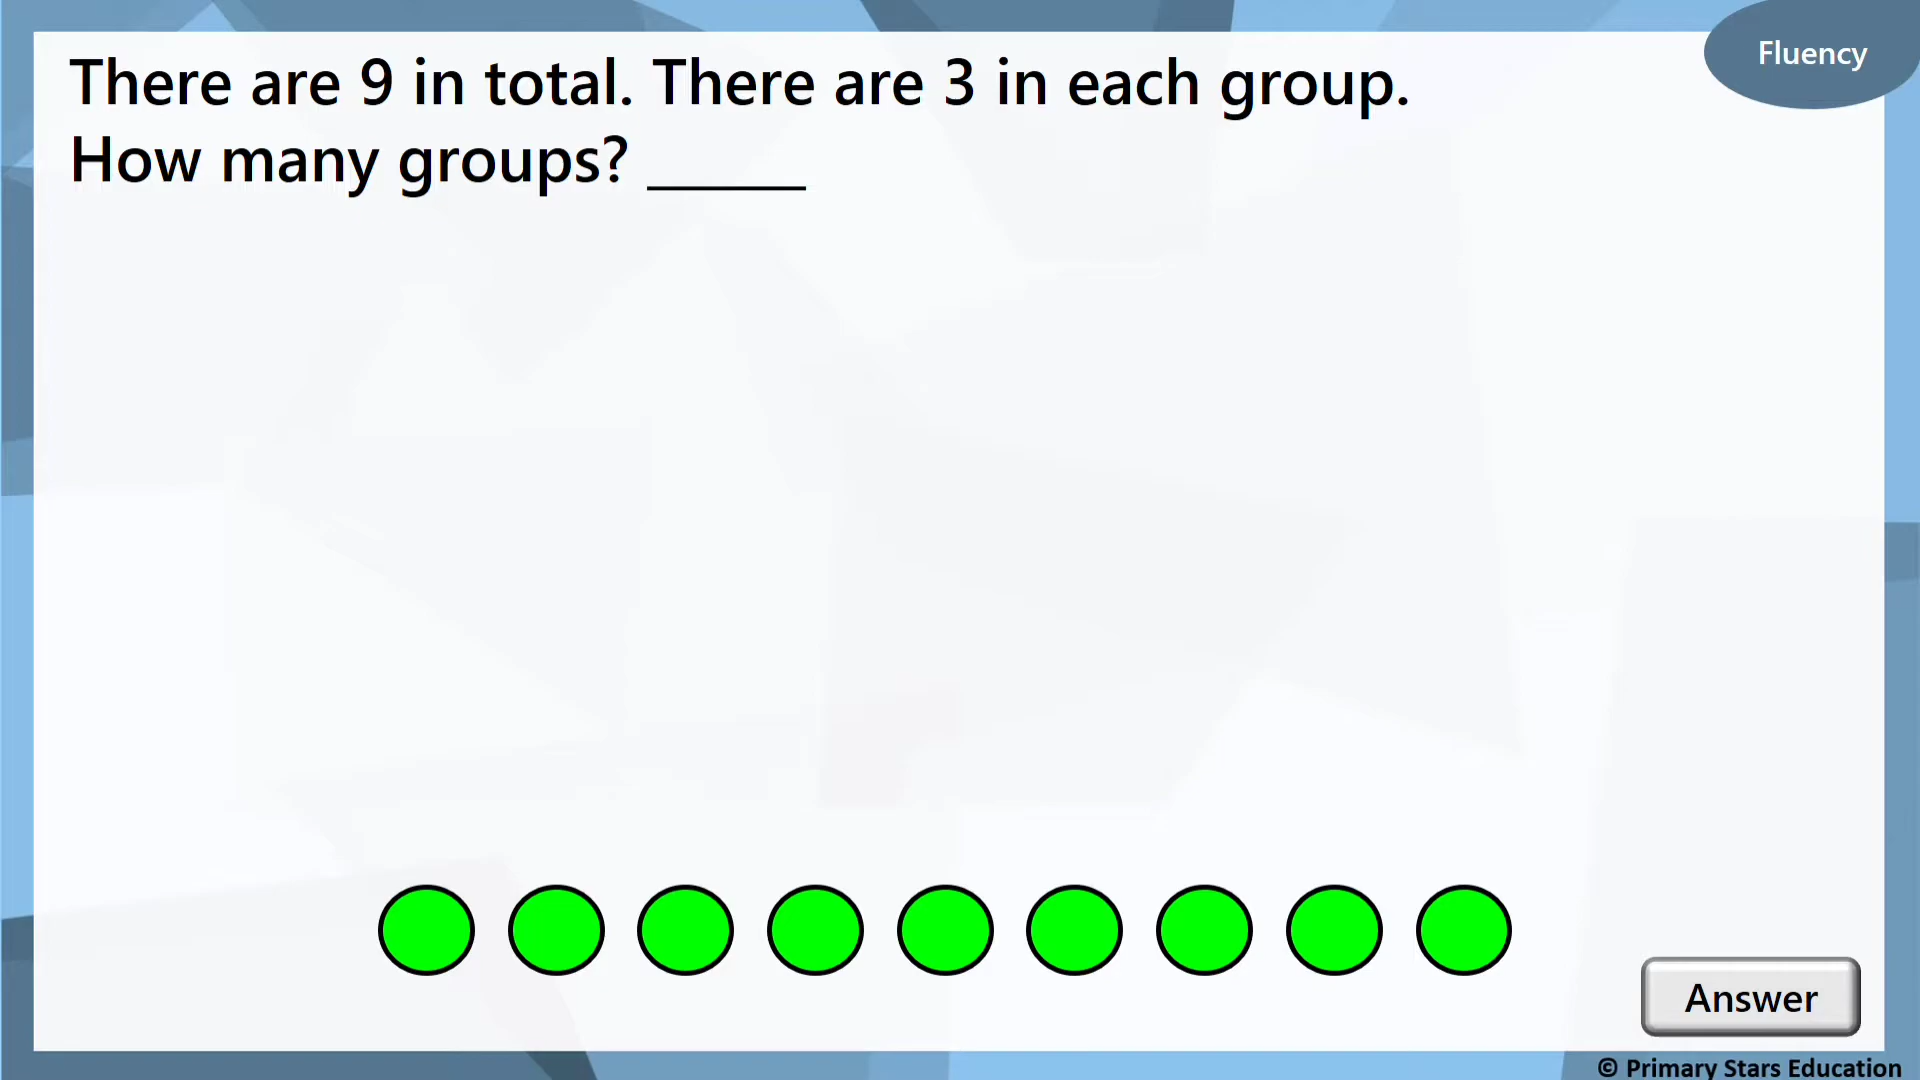 Fluency
There are 9 in total. There are 3 in each group.
How many groups? _____
Answer
© Primary Stars Education